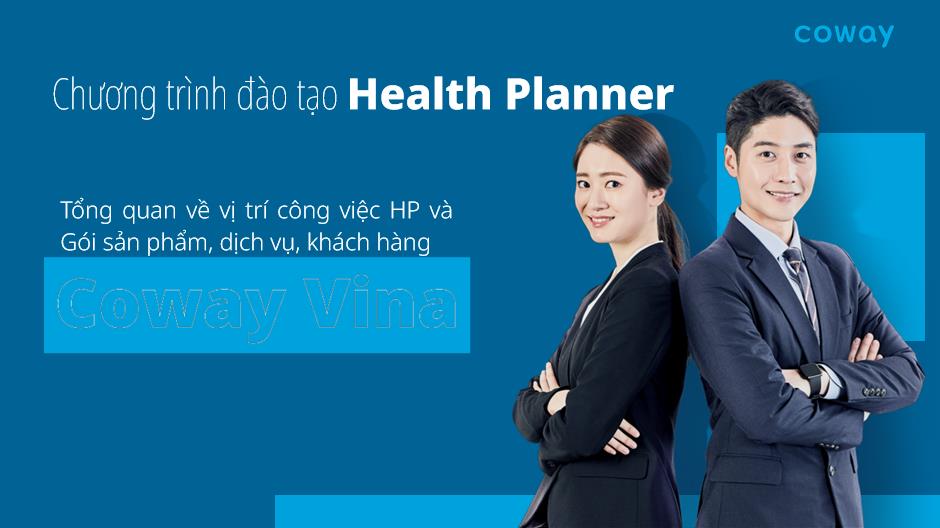 coway
Chương trình đào tạo Health Planner
Tổng quan về vị trí công việc HP và
Gói sản phẩm, dịch vụ, khách hàng
Coway Vina